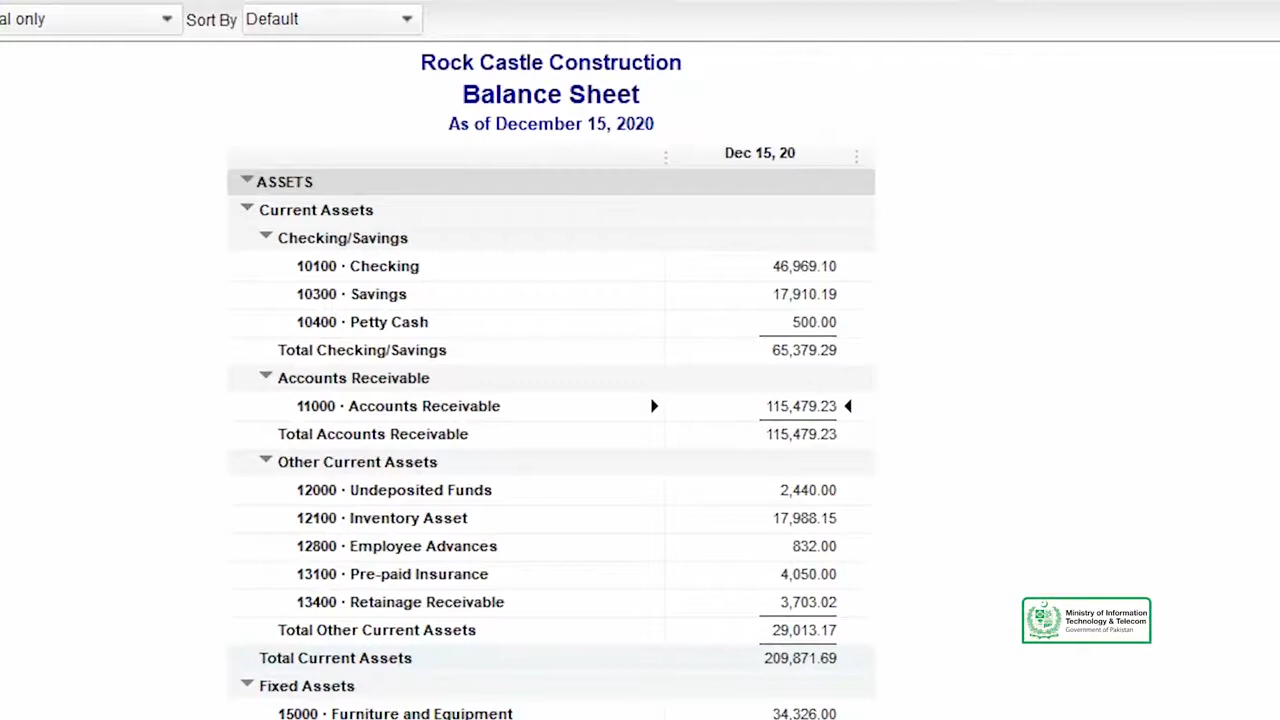 al only Sort By Default
Rock Castle Construction
Balance Sheet
As of December 15, 2020
Dec 15, 20
ASSETS
Current Assets
Checking/Savings
10100 · Checking 46,969.10
10300 · Savings 17,910.19
10400 · Petty Cash 500.00
Total Checking/Savings 65,379.29
Accounts Receivable
11000 · Accounts Receivable 115,479.23
Total Accounts Receivable 115,479.23
Other Current Assets
12000 · Undeposited Funds 2,440.00
12100 · Inventory Asset 17,988.15
12800 · Employee Advances 832.00
13100 · Pre-paid Insurance 4,050.00
13400 · Retainage Receivable 3,703.02
Total Other Current Assets 29,013.17
Total Current Assets 209,871.69
Fixed Assets
15000 · Furniture and Equipment 34,326.00
Ministry of Information
Technology & Telecom
Government of Pakistan